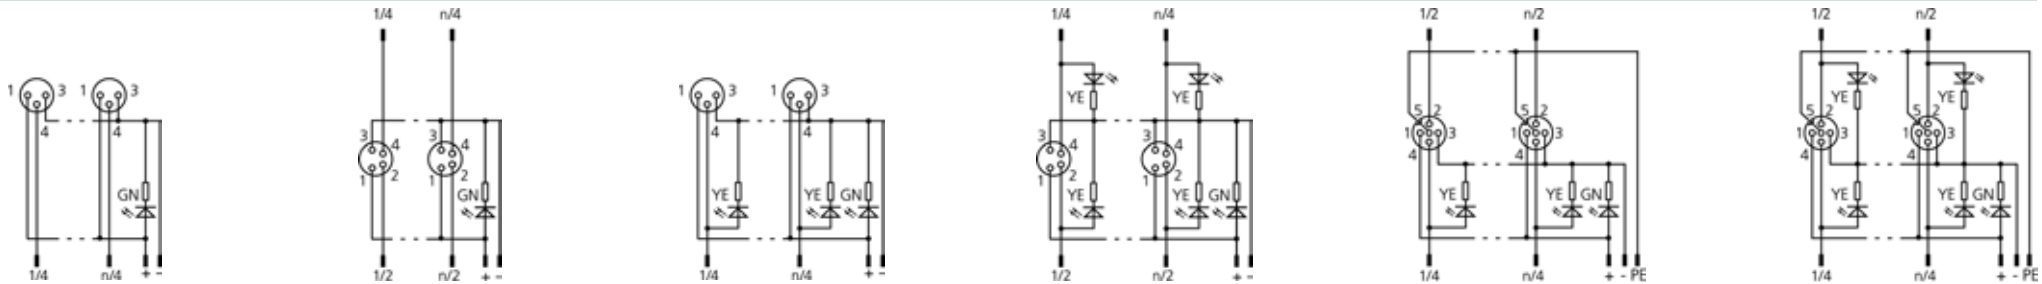 1 3 1 3
4 4
GN
1/4 n/4 + -
1/4 n/4
3 4 3 4
1 2 1 2
GN
1/2 n/2 + -
1 3 1 3
4 4
YE YE GN
1/4 n/4 + -
1/4 n/4
YE YE
3 4 3 4
1 2 1 2
YE YE GN
1/2 n/2 + -
1/2 n/2
5 2 5 2
1 3 1 3
4 4
YE YE GN
1/4 n/4 + - PE
1/2 n/2
YE YE
5 2 5 2
1 3 1 3
4 4
YE YE GN
1/4 n/4 + - PE